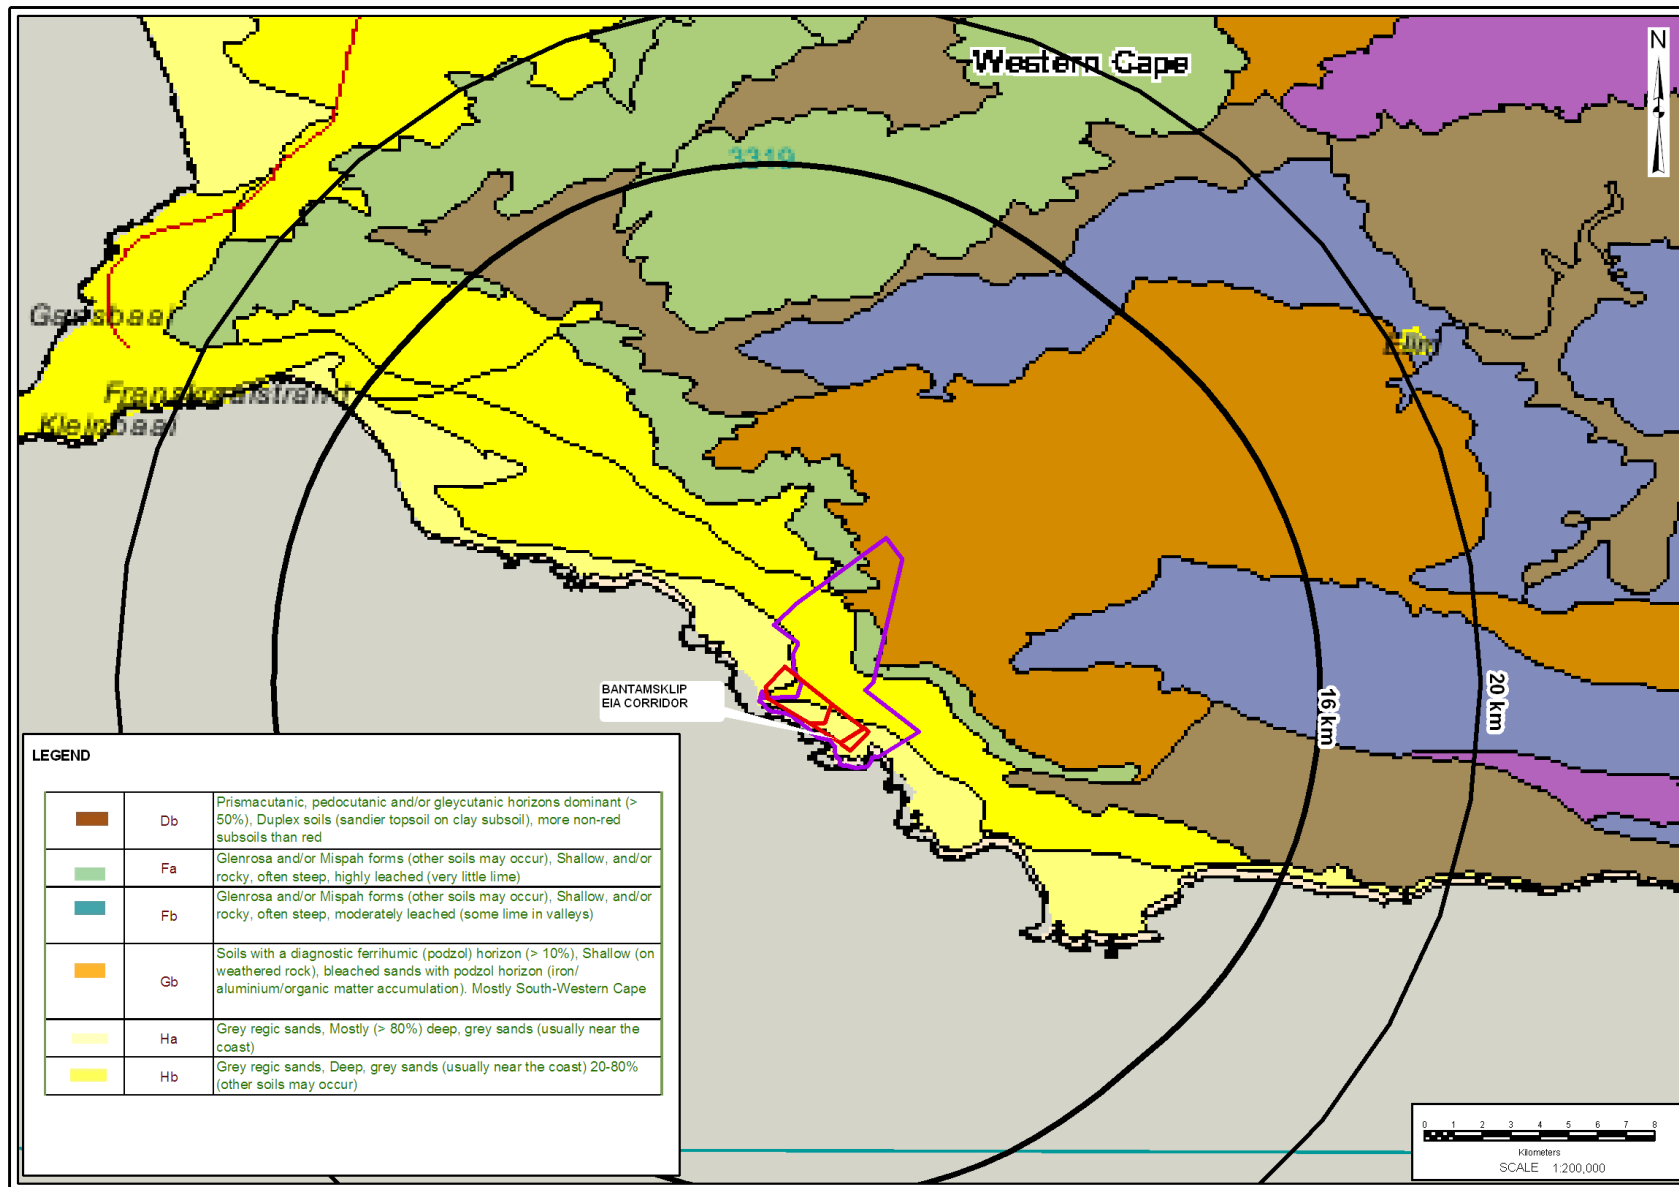 Western Cape
N
3319
Gansbaai
Franskraalstrand
Kleinbaai
Elim
BANTAMSKLIP
EIA CORRIDOR
16 km
20 km
LEGEND
Db
Prismacutanic, pedocutanic and/or gleycutanic horizons dominant (>
50%), Duplex soils (sandier topsoil on clay subsoil), more non-red
subsoils than red
Fa
Glenrosa and/or Mispah forms (other soils may occur), Shallow, and/or
rocky, often steep, highly leached (very little lime)
Fb
Glenrosa and/or Mispah forms (other soils may occur), Shallow, and/or
rocky, often steep, moderately leached (some lime in valleys)
Gb
Soils with a diagnostic ferrihumic (podzol) horizon (> 10%), Shallow (on
weathered rock), bleached sands with podzol horizon (iron/
aluminium/organic matter accumulation). Mostly South-Western Cape
Ha
Grey regic sands, Mostly (> 80%) deep, grey sands (usually near the
coast)
Hb
Grey regic sands, Deep, grey sands (usually near the coast) 20-80%
(other soils may occur)
0 1 2 3 4 5 6 7 8
Kilometers
SCALE 1:200,000